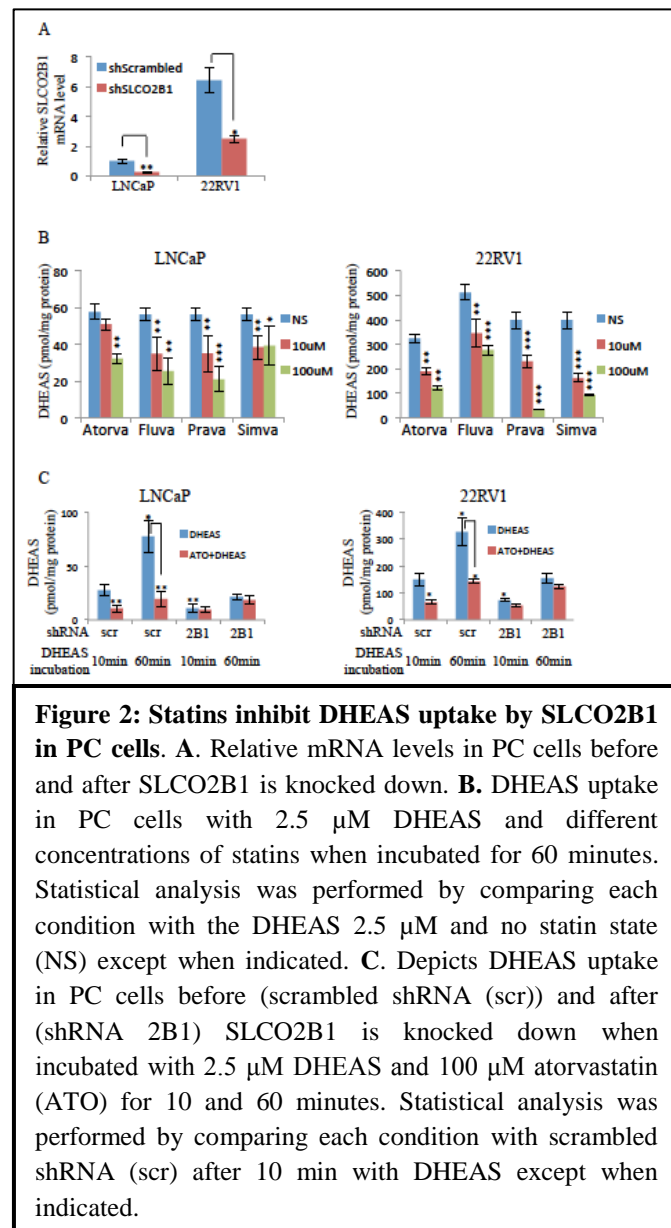 A
shScrambled
shSLCO2B1
Relative SLCO2B1
mRNA level
8
6
4
2
0
**
*
LNCaP
22RV1
B
LNCaP
DHEAS (pmol/mg protein)
80
60
40
20
0
** ** ** ** ** ** *
*** 
NS
10uM
100uM
Atorva Fluva Prava Simva
22RV1
DHEAS (pmol/mg protein)
600
500
400
300
200
100
0
** ** ** *** *** *** *** ***
NS
10uM
100uM
Atorva Fluva Prava Simva
C
LNCaP
DHEAS
(pmol/mg protein)
100
50
0
DHEAS
ATO+DHEAS
** * ** **
shRNA scr scr 2B1 2B1
DHEAS
incubation 10min 60min 10min 60min
22RV1
DHEAS
(pmol/mg protein)
400
300
200
100
0
DHEAS
ATO+DHEAS
* * * *
shRNA scr scr 2B1 2B1
DHEAS
incubation 10min 60min 10min 60min
Figure 2: Statins inhibit DHEAS uptake by SLCO2B1
in PC cells. A. Relative mRNA levels in PC cells before
and after SLCO2B1 is knocked down. B. DHEAS uptake
in PC cells with 2.5 μM DHEAS and different
concentrations of statins when incubated for 60 minutes.
Statistical analysis was performed by comparing each
condition with the DHEAS 2.5 μM and no statin state
(NS) except when indicated. C. Depicts DHEAS uptake
in PC cells before (scrambled shRNA (scr)) and after
(shRNA 2B1) SLCO2B1 is knocked down when
incubated with 2.5 μM DHEAS and 100 μM atorvastatin
(ATO) for 10 and 60 minutes. Statistical analysis was
performed by comparing each condition with scrambled
shRNA (scr) after 10 min with DHEAS except when
indicated.